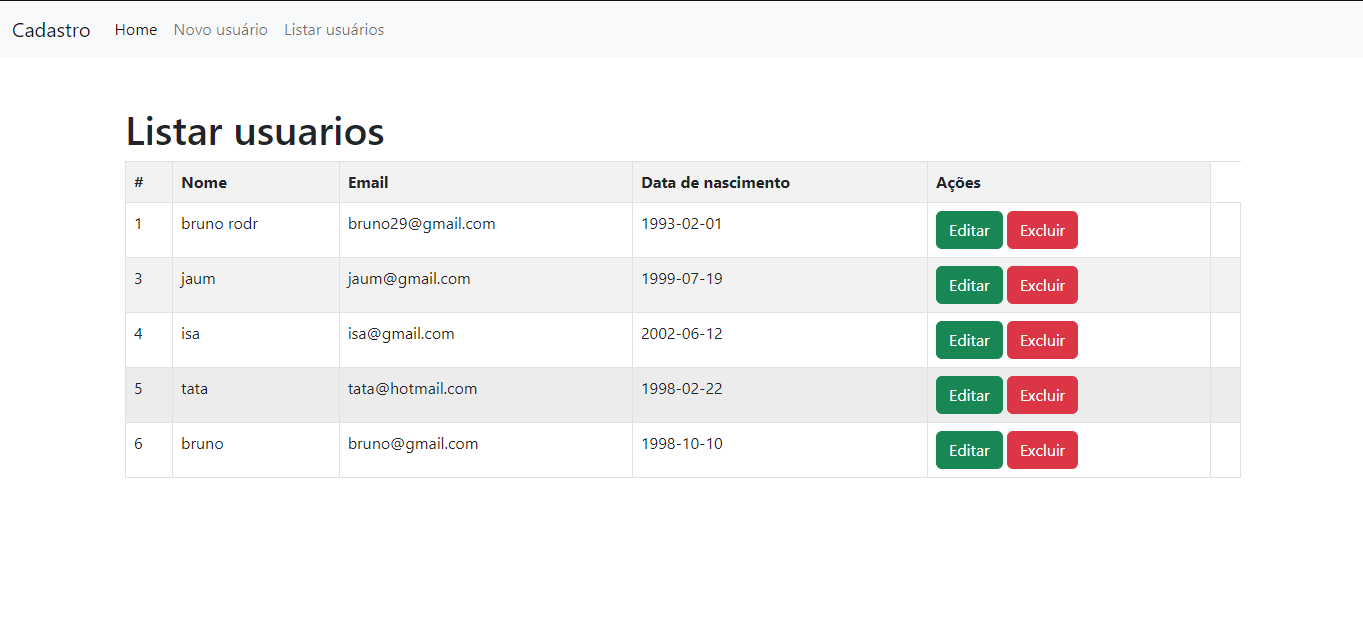 Cadastro Home Novo usuário Listar usuários
Listar usuarios
# Nome Email Data de nascimento Ações
1 bruno rodr bruno29@gmail.com 1993-02-01 Editar Excluir
3 jaum jaum@gmail.com 1999-07-19 Editar Excluir
4 isa isa@gmail.com 2002-06-12 Editar Excluir
5 tata tata@hotmail.com 1998-02-22 Editar Excluir
6 bruno bruno@gmail.com 1998-10-10 Editar Excluir